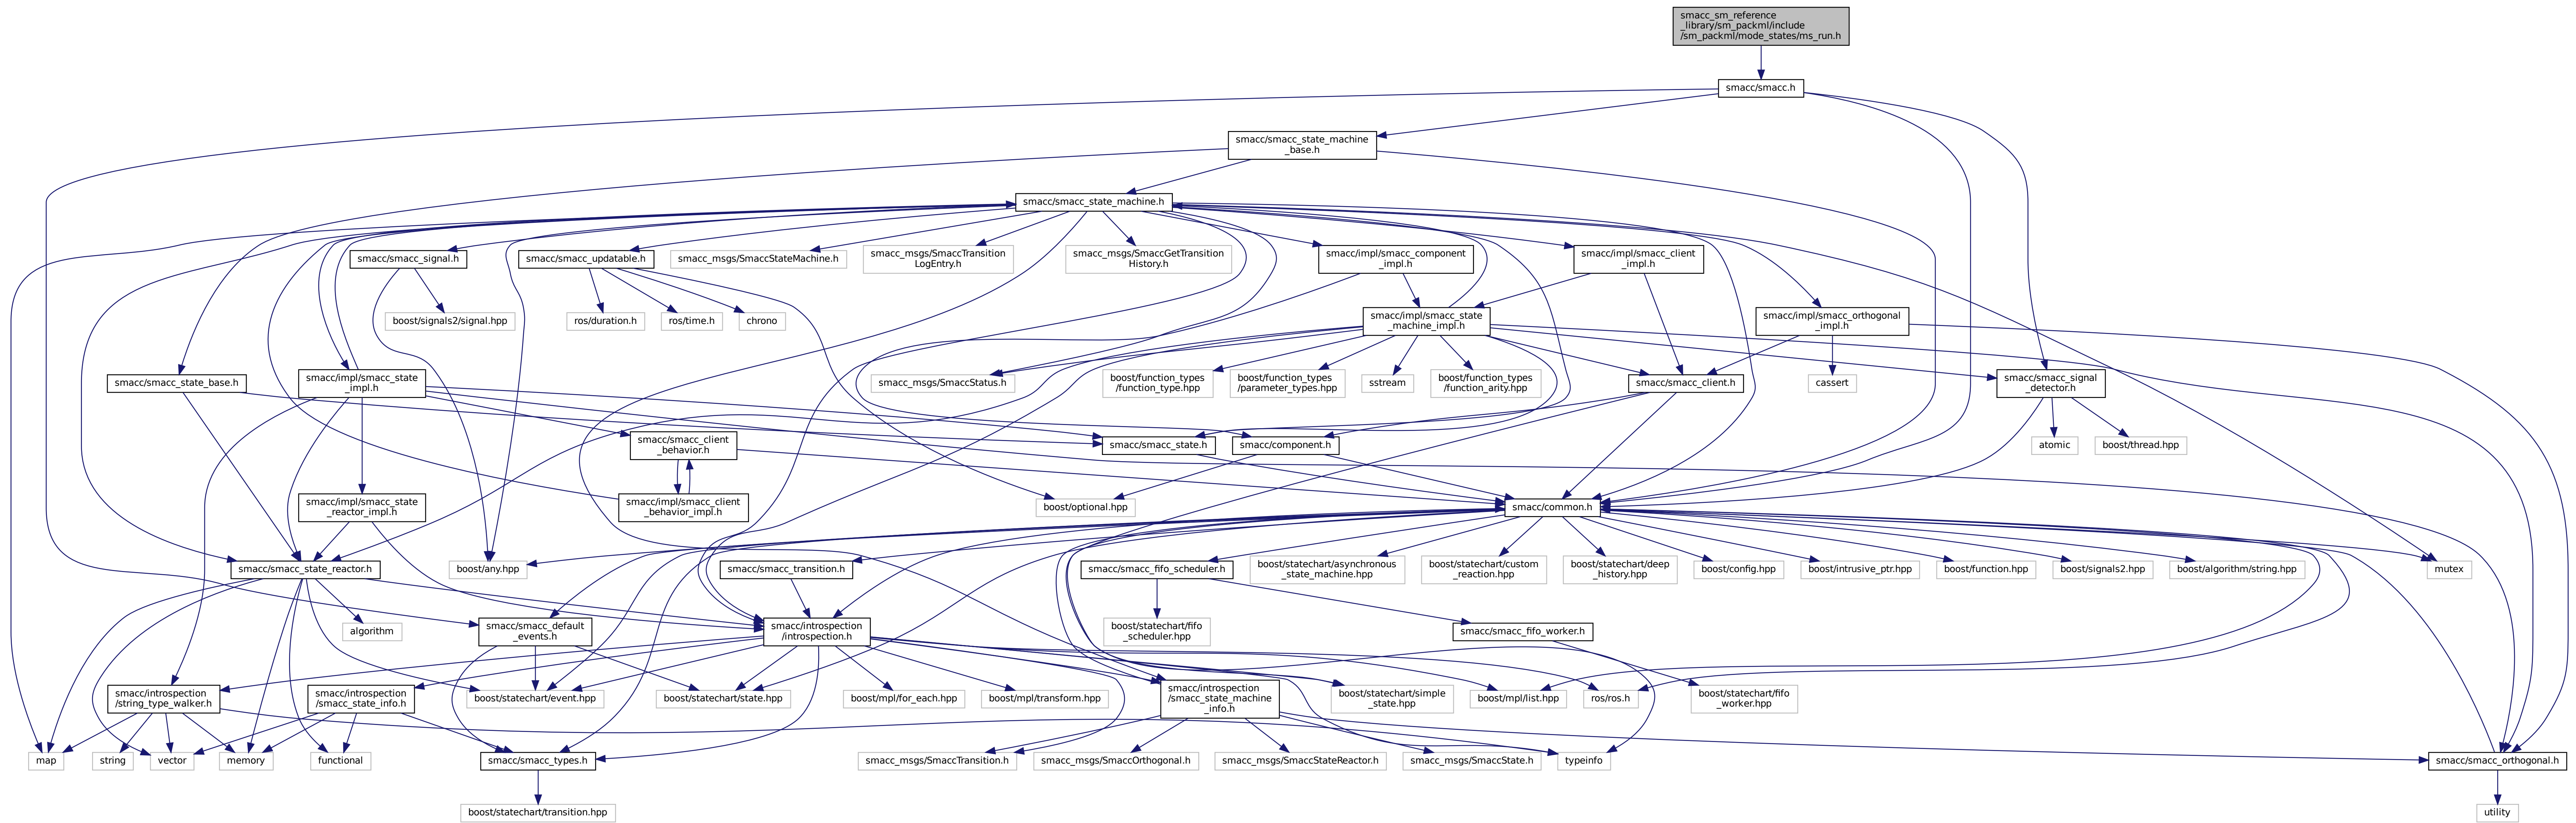 smacc_sm_reference
_library/sm_packml/include
/sm_packml/mode_states/ms_run.h
smacc/smacc.h
smacc/smacc_state_machine
_base.h
smacc/smacc_state_machine.h
smacc/smacc_signal.h
smacc/smacc_updatable.h
smacc_msgs/SmaccStateMachine.h
smacc_msgs/SmaccTransition
LogEntry.h
smacc_msgs/SmaccGetTransition
History.h
smacc/impl/smacc_component
_impl.h
smacc/impl/smacc_client
_impl.h
boost/signals2/signal.hpp
ros/duration.h
ros/time.h
chrono
smacc/impl/smacc_state
_machine_impl.h
smacc/impl/smacc_orthogonal
_impl.h
smacc/smacc_state_base.h
smacc/impl/smacc_state
_impl.h
smacc_msgs/SmaccStatus.h
boost/function_types
/function_type.hpp
boost/function_types
/parameter_types.hpp
sstream
boost/function_types
/function_arity.hpp
smacc/smacc_client.h
cassert
smacc/smacc_signal
_detector.h
smacc/smacc_client
_behavior.h
smacc/smacc_state.h
smacc/component.h
atomic
boost/thread.hpp
smacc/impl/smacc_state
_reactor_impl.h
smacc/impl/smacc_client
_behavior_impl.h
boost/optional.hpp
smacc/common.h
smacc/smacc_state_reactor.h
boost/any.hpp
smacc/smacc_transition.h
smacc/smacc_fifo_scheduler.h
boost/statechart/asynchronous
_state_machine.hpp
boost/statechart/custom
_reaction.hpp
boost/statechart/deep
_history.hpp
boost/config.hpp
boost/intrusive_ptr.hpp
boost/function.hpp
boost/signals2.hpp
boost/algorithm/string.hpp
mutex
algorithm
smacc/smacc_default
_events.h
smacc/introspection
/introspection.h
boost/statechart/fifo
_scheduler.hpp
smacc/smacc_fifo_worker.h
smacc/introspection
/string_type_walker.h
smacc/introspection
/smacc_state_info.h
boost/statechart/event.hpp
boost/statechart/state.hpp
boost/mpl/for_each.hpp
boost/mpl/transform.hpp
smacc/introspection
/smacc_state_machine
_info.h
boost/statechart/simple
_state.hpp
boost/mpl/list.hpp
ros/ros.h
boost/statechart/fifo
_worker.hpp
map
string
vector
memory
functional
smacc/smacc_types.h
smacc_msgs/SmaccTransition.h
smacc_msgs/SmaccOrthogonal.h
smacc_msgs/SmaccStateReactor.h
smacc_msgs/SmaccState.h
typeinfo
smacc/smacc_orthogonal.h
boost/statechart/transition.hpp
utility